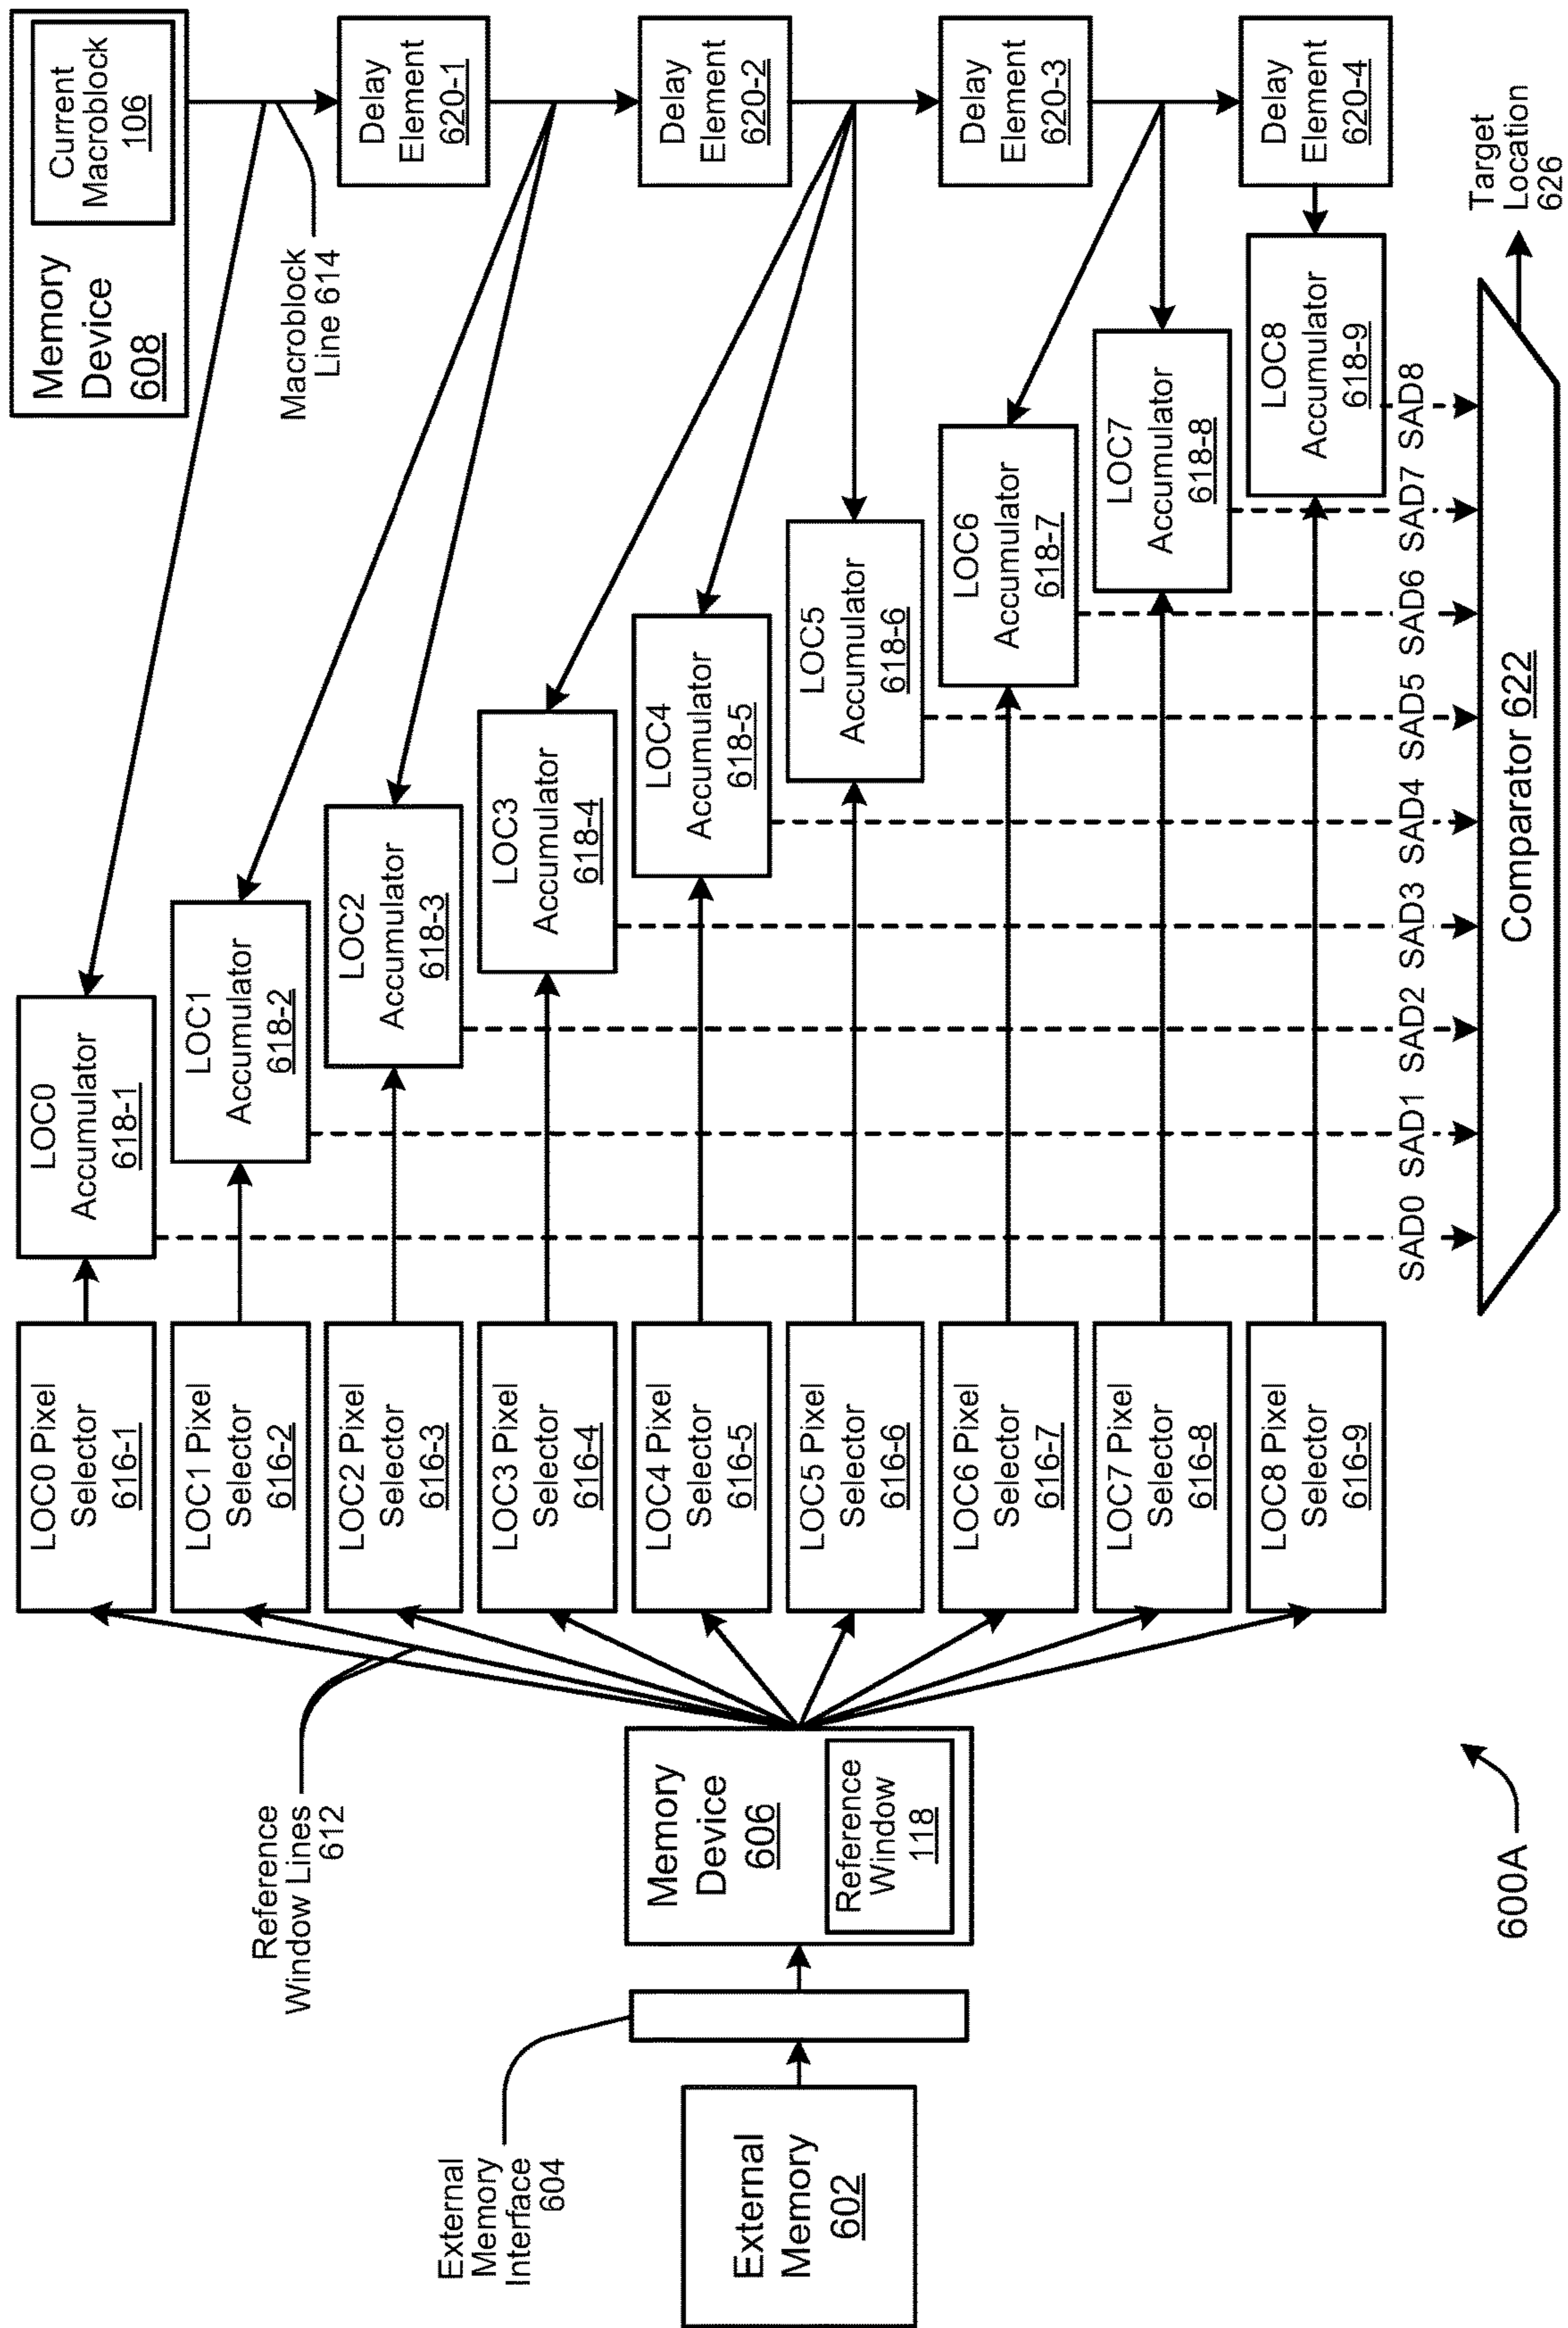 External
Memory
602
External
Memory
Interface
604
Memory
Device
606
Reference
Window
118
Reference
Window Lines
612
LOC0 Pixel
Selector
616-1
LOC1 Pixel
Selector
616-2
LOC2 Pixel
Selector
616-3
LOC3 Pixel
Selector
616-4
LOC4 Pixel
Selector
616-5
LOC5 Pixel
Selector
616-6
LOC6 Pixel
Selector
616-7
LOC7 Pixel
Selector
616-8
LOC8 Pixel
Selector
616-9
LOC0
Accumulator
618-1
LOC1
Accumulator
618-2
LOC2
Accumulator
618-3
LOC3
Accumulator
618-4
LOC4
Accumulator
618-5
LOC5
Accumulator
618-6
LOC6
Accumulator
618-7
LOC7
Accumulator
618-8
LOC8
Accumulator
618-9
Memory
Device
608
Current
Macroblock
106
Macroblock
Line 614
Delay
Element
620-1
Delay
Element
620-2
Delay
Element
620-3
Delay
Element
620-4
SAD0 SAD1 SAD2 SAD3 SAD4 SAD5 SAD6 SAD7 SAD8
Comparator 622
Target
Location
626
600A